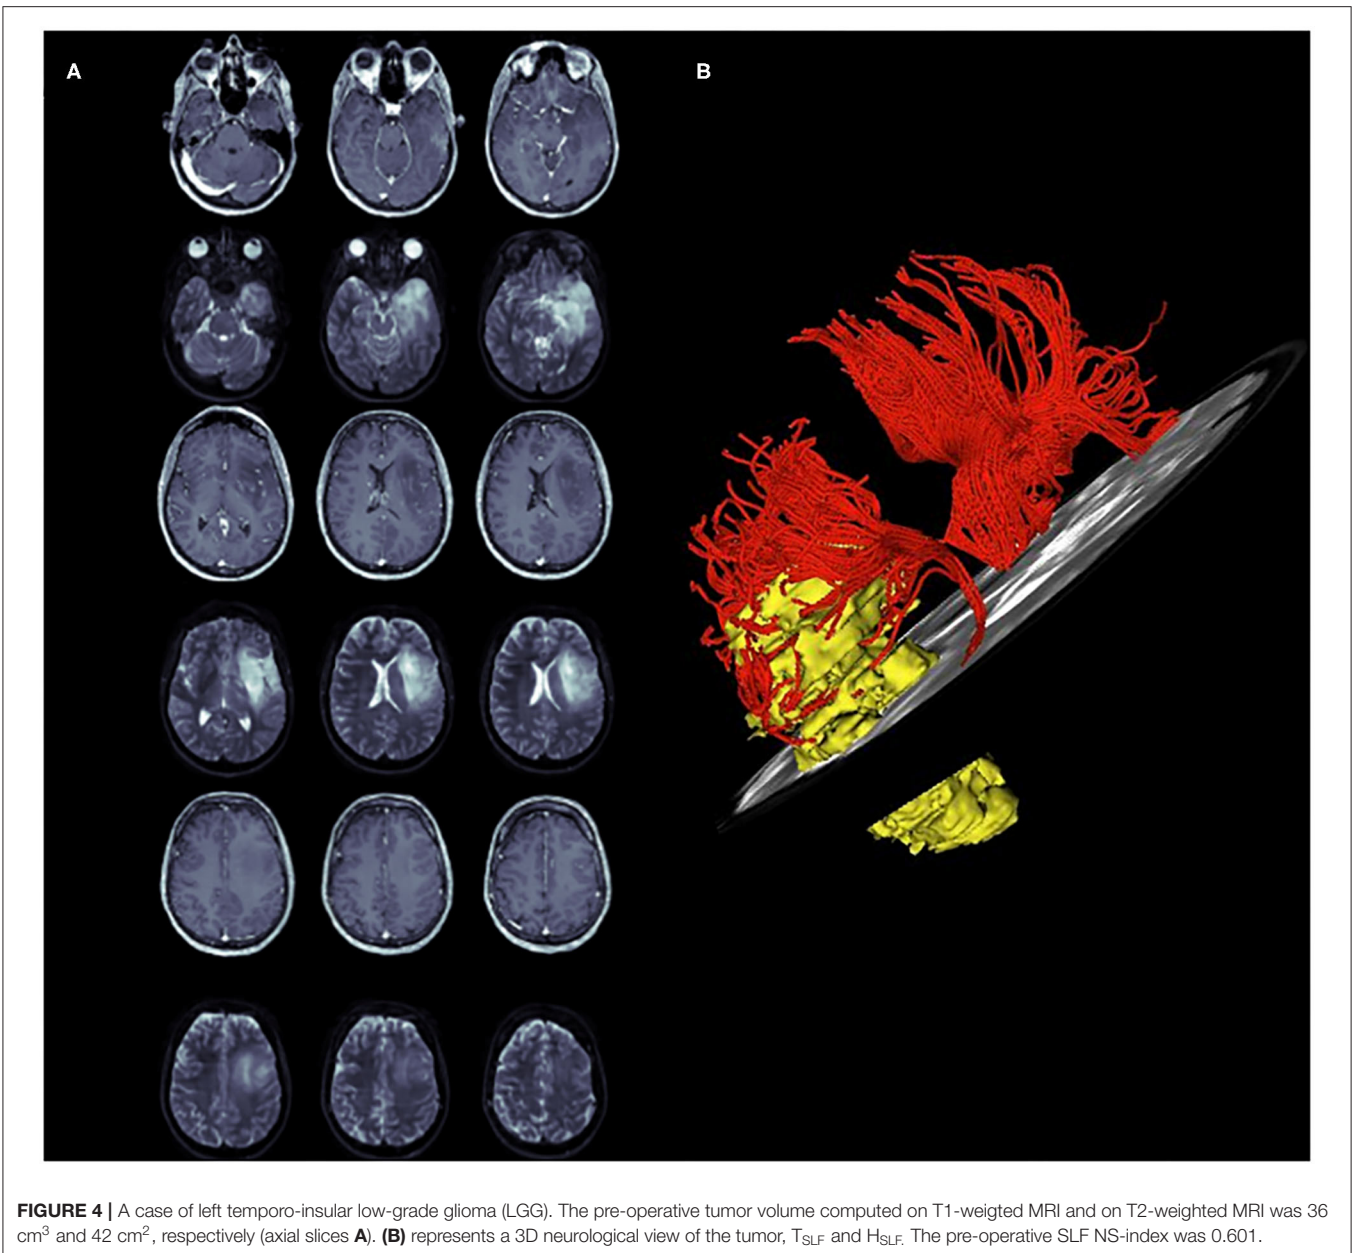 A
B
FIGURE 4 | A case of left temporo-insular low-grade glioma (LGG). The pre-operative tumor volume computed on T1-weigted MRI and on T2-weighted MRI was 36
cm³ and 42 cm², respectively (axial slices A). (B) represents a 3D neurological view of the tumor, T_SLF and H_SLF. The pre-operative SLF NS-index was 0.601.